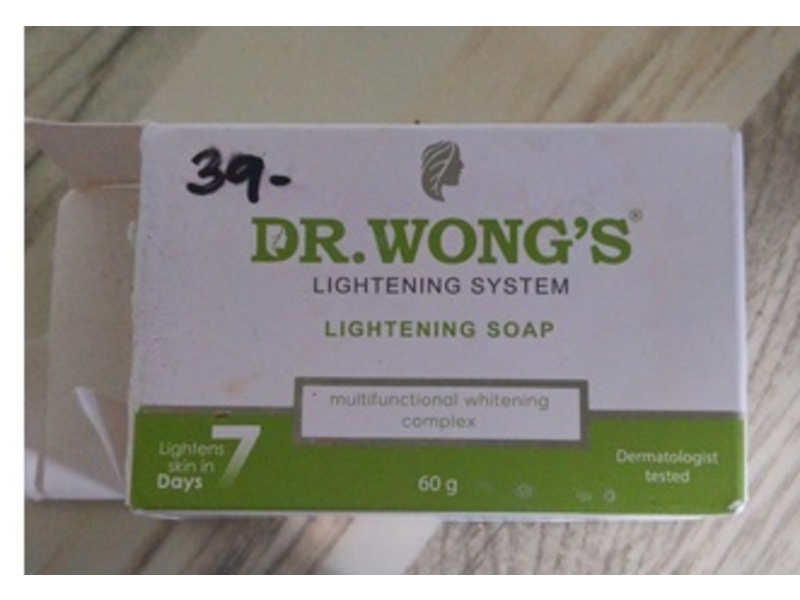 39-
DR.WONG'S®
LIGHTENING SYSTEM
LIGHTENING SOAP
multifunctional whitening
complex
Lightens
skin in 7
Days
60 g
Dermatologist
tested